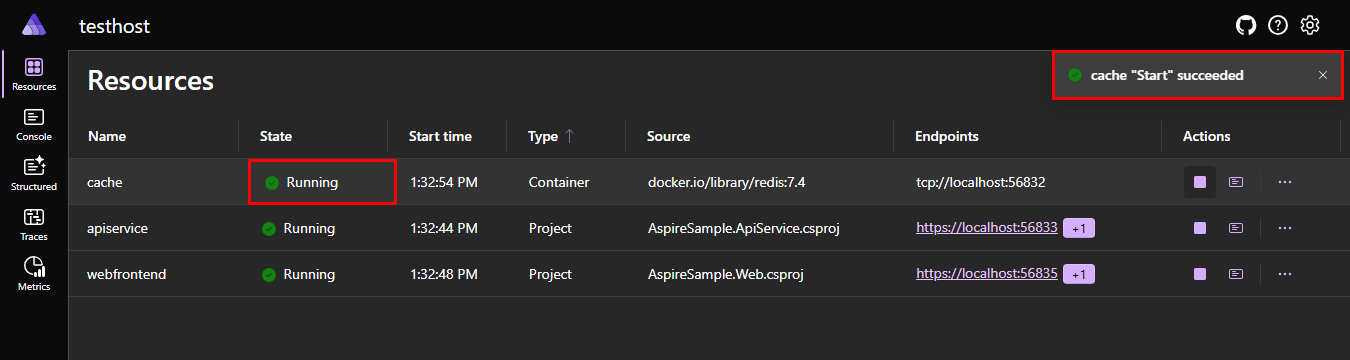 testhost
Resources
cache "Start" succeeded
Resources
Console
Structured
Traces
Metrics
Name State Start time Type Source Endpoints Actions
cache Running 1:32:54 PM Container docker.io/library/redis:7.4 tcp://localhost:56832
apiservice Running 1:32:44 PM Project AspireSample.ApiService.csproj https://localhost:56833 +1
webfrontend Running 1:32:48 PM Project AspireSample.Web.csproj https://localhost:56835 +1